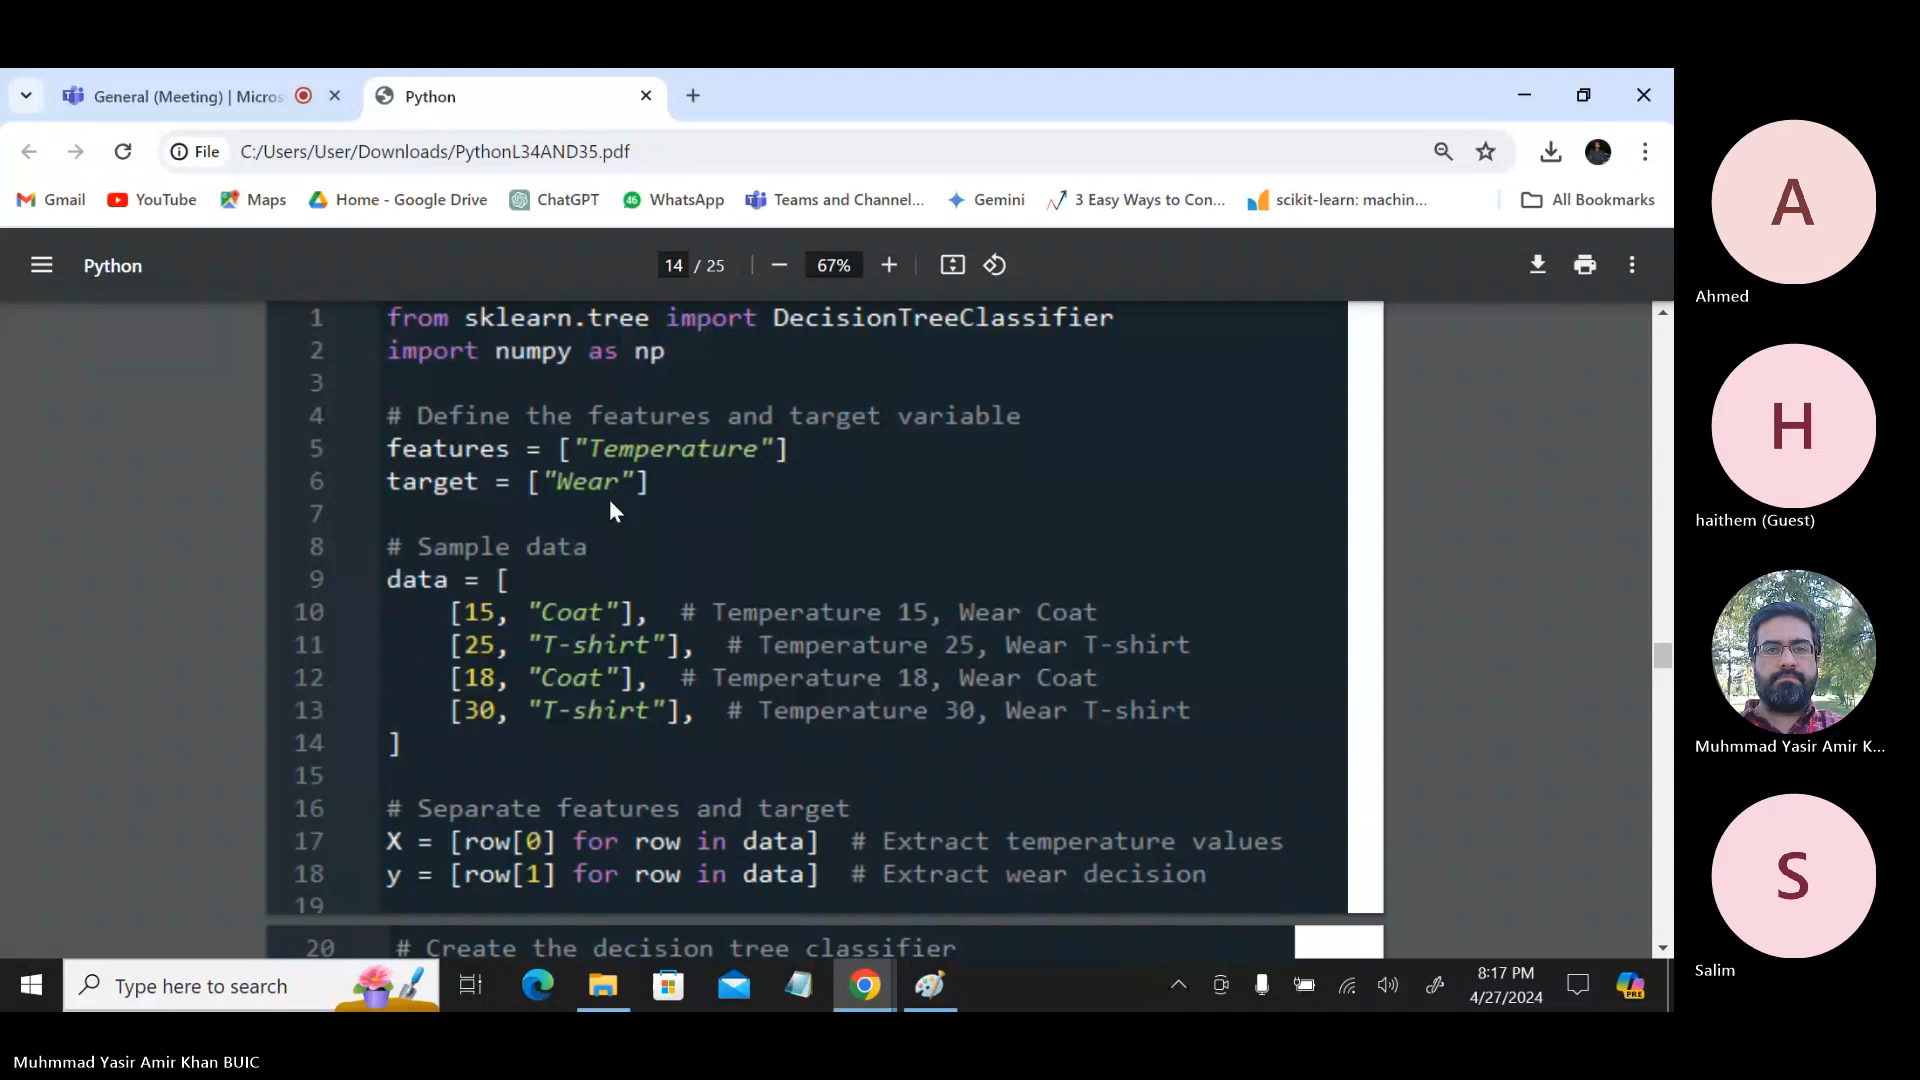 General (Meeting) | Micros
Python
File
C:/Users/User/Downloads/PythonL34AND35.pdf
Gmail
YouTube
Maps
Home - Google Drive
ChatGPT
46
WhatsApp
Teams and Channel...
Gemini
3 Easy Ways to Con...
scikit-learn: machin...
All Bookmarks
Python
14 / 25
67%
1 from sklearn.tree import DecisionTreeClassifier
2 import numpy as np
3
4 # Define the features and target variable
5 features = ["Temperature"]
6 target = ["Wear"]
7
8 # Sample data
9 data = [
10 [15, "Coat"], # Temperature 15, Wear Coat
11 [25, "T-shirt"], # Temperature 25, Wear T-shirt
12 [18, "Coat"], # Temperature 18, Wear Coat
13 [30, "T-shirt"], # Temperature 30, Wear T-shirt
14 ]
15
16 # Separate features and target
17 X = [row[0] for row in data] # Extract temperature values
18 y = [row[1] for row in data] # Extract wear decision
19
20 # Create the decision tree classifier
Type here to search
8:17 PM
4/27/2024
PRE
A
Ahmed
H
haithem (Guest)
Muhmmad Yasir Amir K...
S
Salim
Muhmmad Yasir Amir Khan BUIC